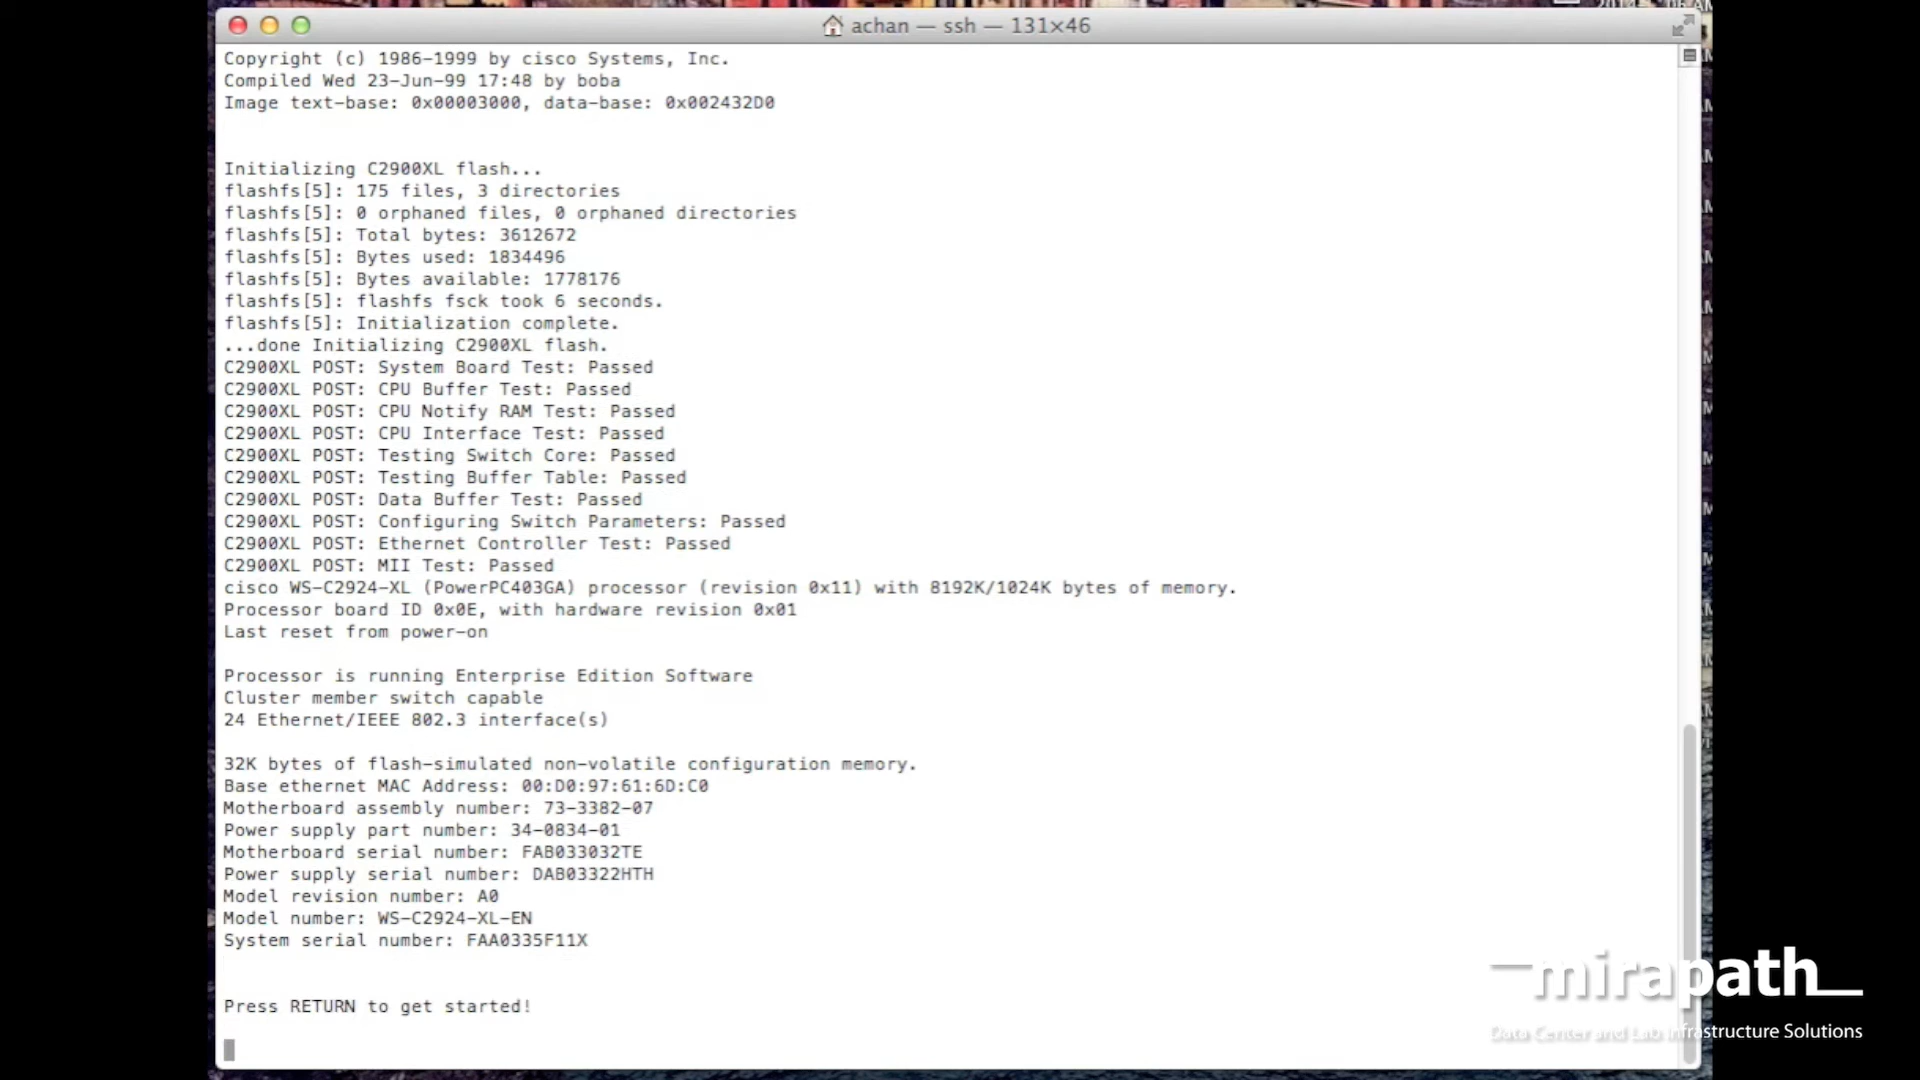 achan — ssh — 131×46
Copyright (c) 1986-1999 by cisco Systems, Inc.
Compiled Wed 23-Jun-99 17:48 by boba
Image text-base: 0x00003000, data-base: 0x002432D0
Initializing C2900XL flash...
flashfs[5]: 175 files, 3 directories
flashfs[5]: 0 orphaned files, 0 orphaned directories
flashfs[5]: Total bytes: 3612672
flashfs[5]: Bytes used: 1834496
flashfs[5]: Bytes available: 1778176
flashfs[5]: flashfs fsck took 6 seconds.
flashfs[5]: Initialization complete.
...done Initializing C2900XL flash.
C2900XL POST: System Board Test: Passed
C2900XL POST: CPU Buffer Test: Passed
C2900XL POST: CPU Notify RAM Test: Passed
C2900XL POST: CPU Interface Test: Passed
C2900XL POST: Testing Switch Core: Passed
C2900XL POST: Testing Buffer Table: Passed
C2900XL POST: Data Buffer Test: Passed
C2900XL POST: Configuring Switch Parameters: Passed
C2900XL POST: Ethernet Controller Test: Passed
C2900XL POST: MII Test: Passed
cisco WS-C2924-XL (PowerPC403GA) processor (revision 0x11) with 8192K/1024K bytes of memory.
Processor board ID 0x0E, with hardware revision 0x01
Last reset from power-on
Processor is running Enterprise Edition Software
Cluster member switch capable
24 Ethernet/IEEE 802.3 interface(s)
32K bytes of flash-simulated non-volatile configuration memory.
Base ethernet MAC Address: 00:D0:97:61:6D:C0
Motherboard assembly number: 73-3382-07
Power supply part number: 34-0834-01
Motherboard serial number: FAB033032TE
Power supply serial number: DAB03322HTH
Model revision number: A0
Model number: WS-C2924-XL-EN
System serial number: FAA0335F11X
Press RETURN to get started!
mirapath
Data Center and Lab Infrastructure Solutions